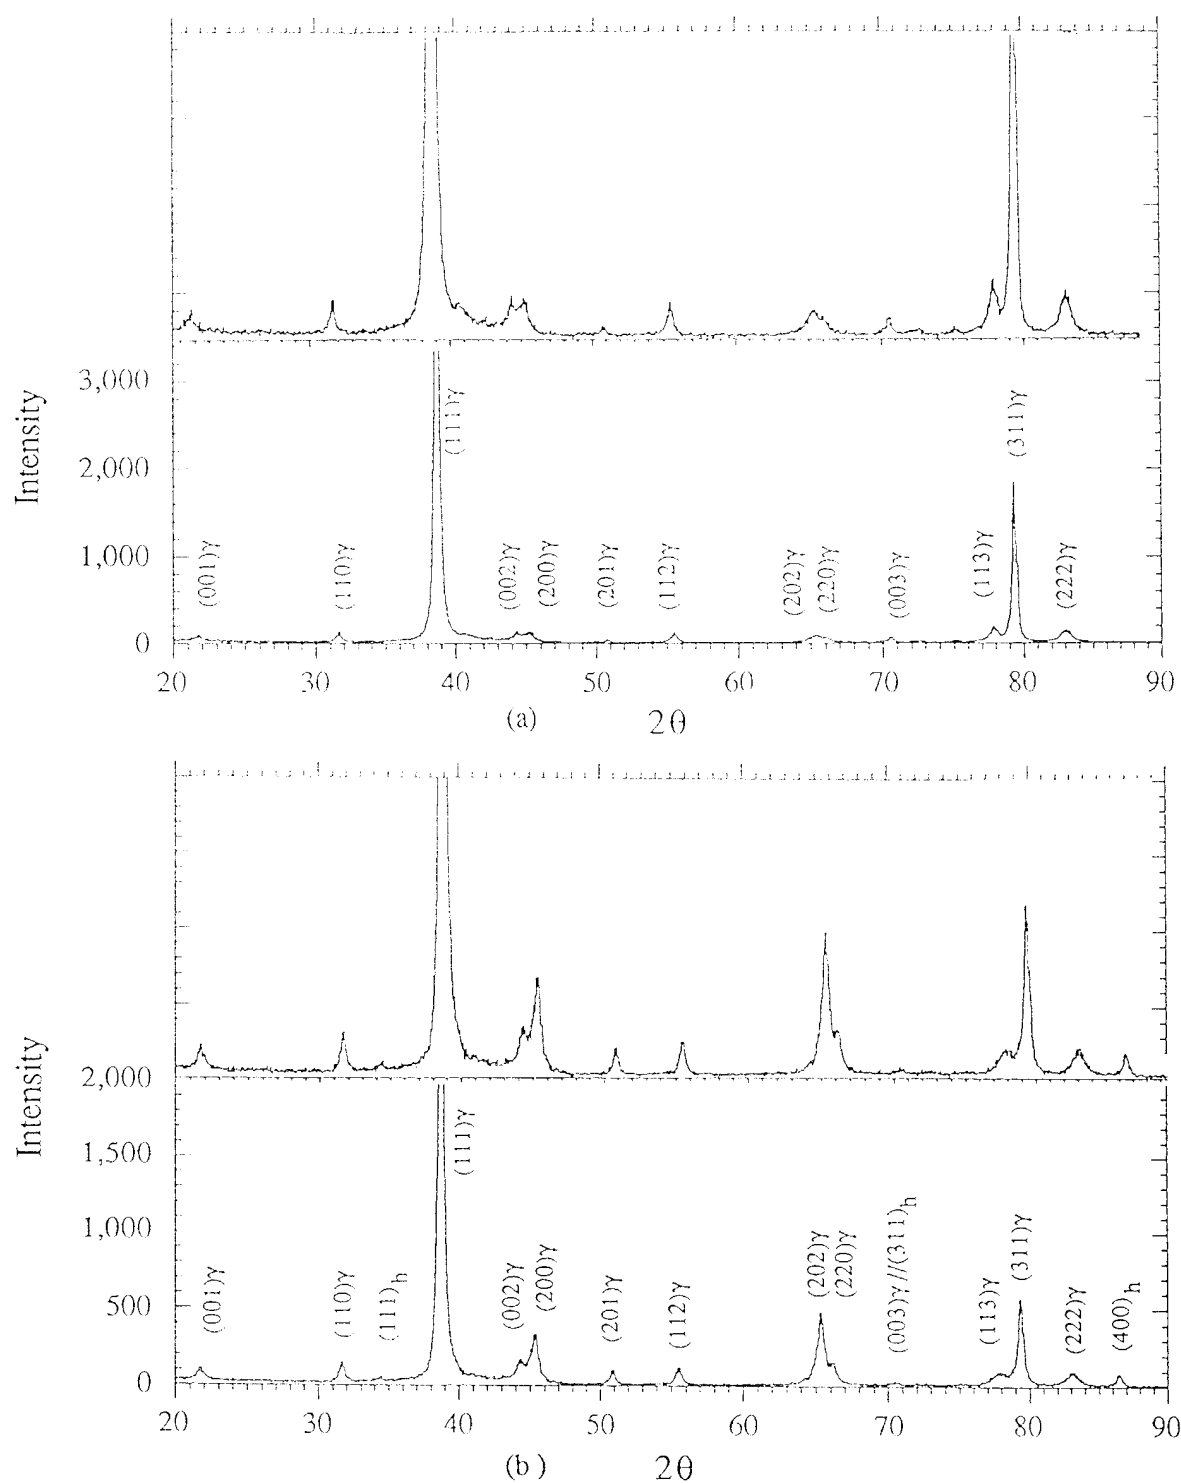 Intensity
3,000
2,000
1,000
0
(001)γ
(110)γ
(111)γ
(002)γ
(200)γ
(201)γ
(112)γ
(202)γ
(220)γ
(003)γ
(113)γ
(311)γ
(222)γ
20 30 40 50 60 70 80 90
(a) 2θ
Intensity
2,000
1,500
1,000
500
0
(001)γ
(110)γ
(111)h
(111)γ
(002)γ
(200)γ
(201)γ
(112)γ
(202)γ
(220)γ
(003)γ//(311)h
(113)γ
(311)γ
(222)γ
(400)h
20 30 40 50 60 70 80 90
(b) 2θ